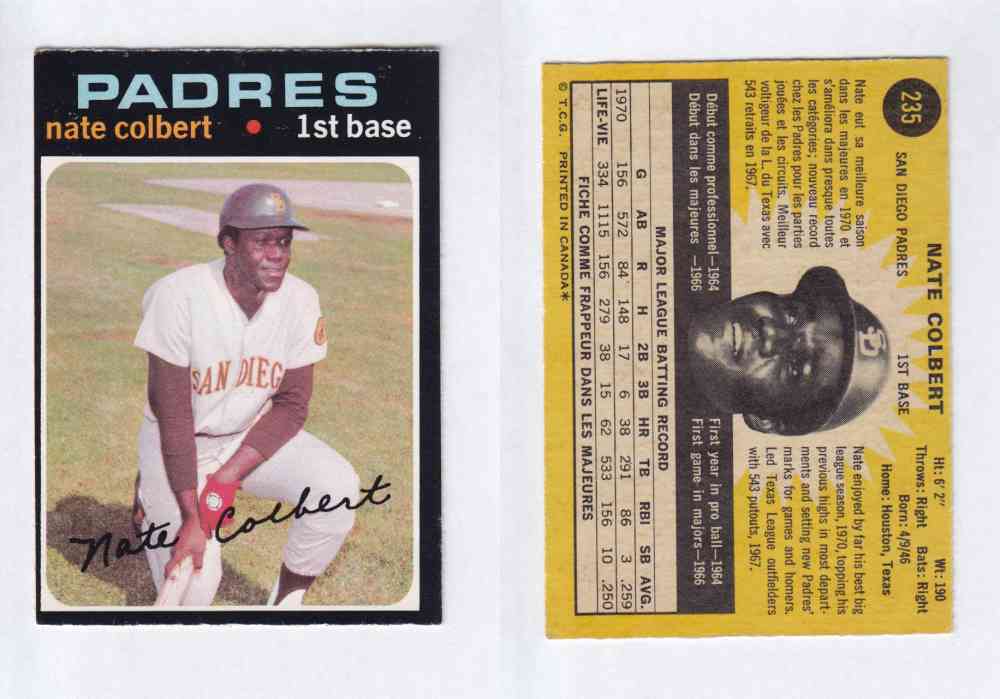 PADRES
nate colbert • 1st base
SAN DIEG
Nate Colbert
235
NATE COLBERT
SAN DIEGO PADRES 1ST BASE
Ht: 6' 2" Wt: 190
Throws: Right Bats: Right
Born: 4/9/46
Home: Houston, Texas
Nate eut sa meilleure saison
dans les majeures en 1970 et
s'améliora dans presque toutes
les catégories; nouveau record
chez les Padres pour les parties
jouées et les circuits. Meilleur
voltigeur de la L. du Texas avec
543 retraits en 1967.
Nate enjoyed by far his best big
league season, 1970, topping his
previous highs in most depart-
ments and setting new Padres'
marks for games and homers.
Led Texas League outfielders
with 543 putouts, 1967.
Début comme professionnel—1964
Début dans les majeures —1966
First year in pro ball—1964
First game in majors—1966
MAJOR LEAGUE BATTING RECORD
G AB R H 2B 3B HR TB RBI SB AVG.
1970 156 572 84 148 17 6 38 291 86 3 .259
LIFE-VIE 334 1115 156 279 38 15 62 533 156 10 .250
FICHE COMME FRAPPEUR DANS LES MAJEURES
© T.C.G. PRINTED IN CANADA*